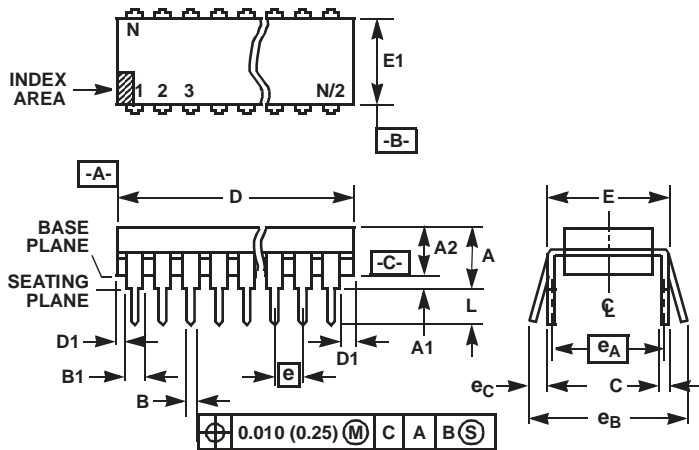 N
E1
INDEX
AREA
1 2 3 N/2
-B-
-A-
D
E
BASE
PLANE
A2
A
-C-
SEATING
PLANE
L
C
L
D1
A1
D1
eA
B1
e
eC
C
B
eB
0.010 (0.25) M C A B S